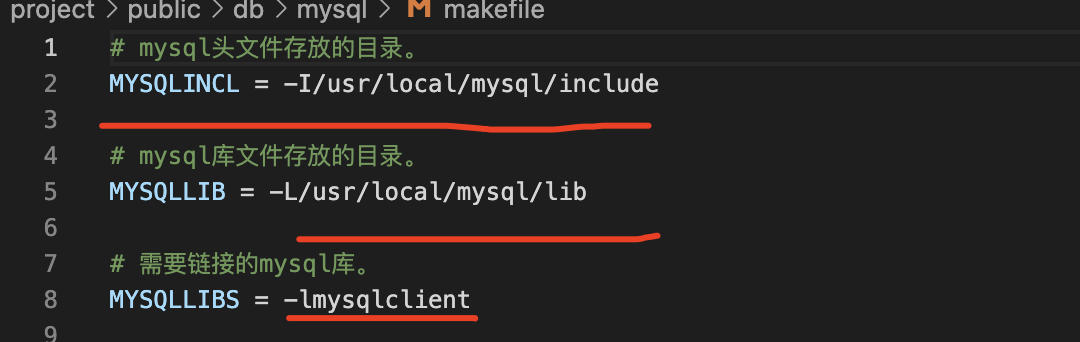 project > public > db > mysql > M makefile
1 # mysql头文件存放的目录。
2 MYSQLINCL = -I/usr/local/mysql/include
3
4 # mysql库文件存放的目录。
5 MYSQLLIB = -L/usr/local/mysql/lib
6
7 # 需要链接的mysql库。
8 MYSQLLIBS = -lmysqlclient
9